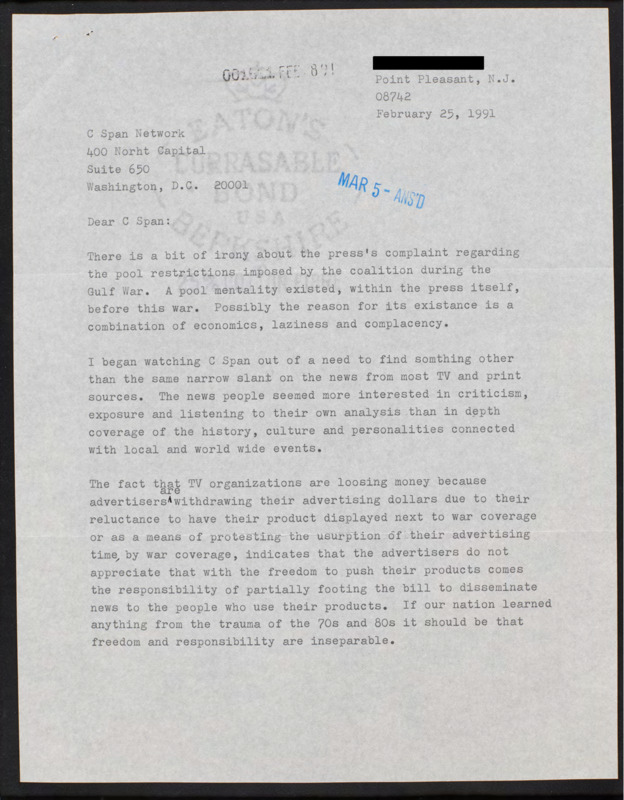 FEB 8 91
Point Pleasant, N.J.
08742
February 25, 1991
C Span Network
400 Norht Capital
Suite 650
Washington, D.C. 20001
MAR 5 - ANS'D
EATON'S
CORRASABLE
BOND
USA
BERKSHIRE
Dear C Span:
There is a bit of irony about the press's complaint regarding
the pool restrictions imposed by the coalition during the
Gulf War. A pool mentality existed, within the press itself,
before this war. Possibly the reason for its existance is a
combination of economics, laziness and complacency.
I began watching C Span out of a need to find somthing other
than the same narrow slant on the news from most TV and print
sources. The news people seemed more interested in criticism,
exposure and listening to their own analysis than in depth
coverage of the history, culture and personalities connected
with local and world wide events.
The fact that TV organizations are loosing money because
advertisers are withdrawing their advertising dollars due to their
reluctance to have their product displayed next to war coverage
or as a means of protesting the usurption of their advertising
time, by war coverage, indicates that the advertisers do not
appreciate that with the freedom to push their products comes
the responsibility of partially footing the bill to disseminate
news to the people who use their products. If our nation learned
anything from the trauma of the 70s and 80s it should be that
freedom and responsibility are inseparable.